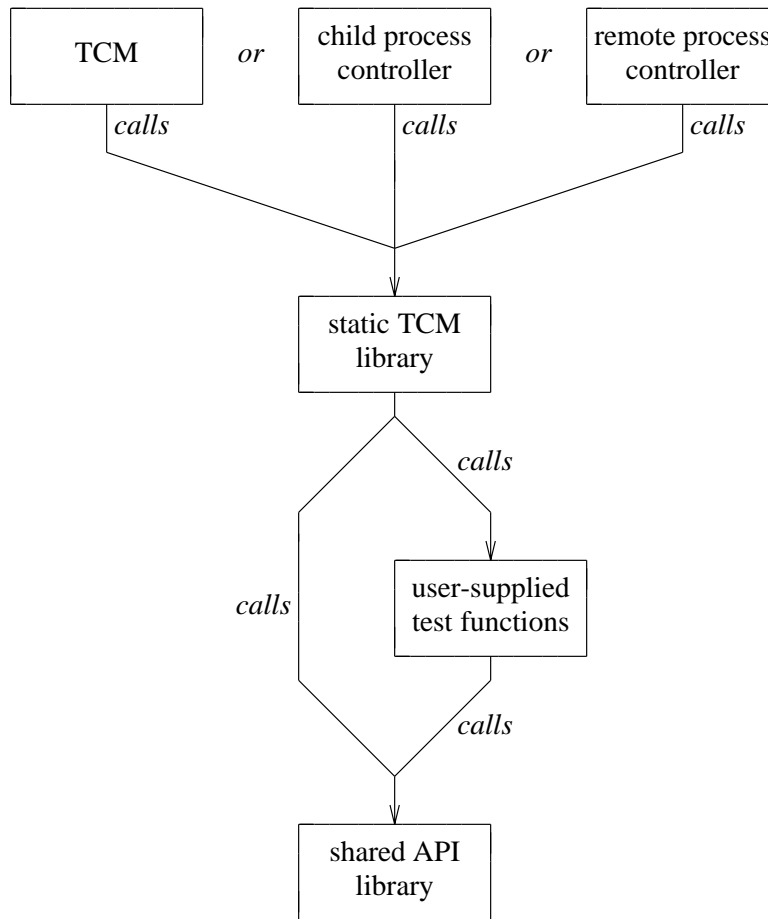 TCM
or
child process
controller
or
remote process
controller
calls
calls
calls
static TCM
library
calls
calls
user-supplied
test functions
calls
shared API
library